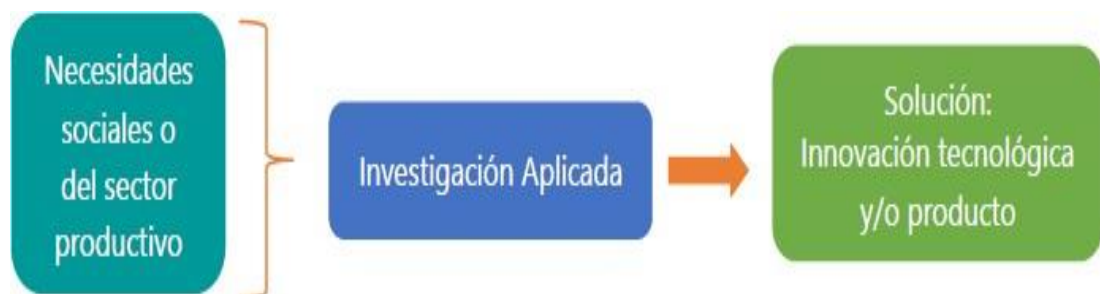 Necesidades
sociales o
del sector
productivo
Investigación Aplicada
Solución:
Innovación tecnológica
y/o producto